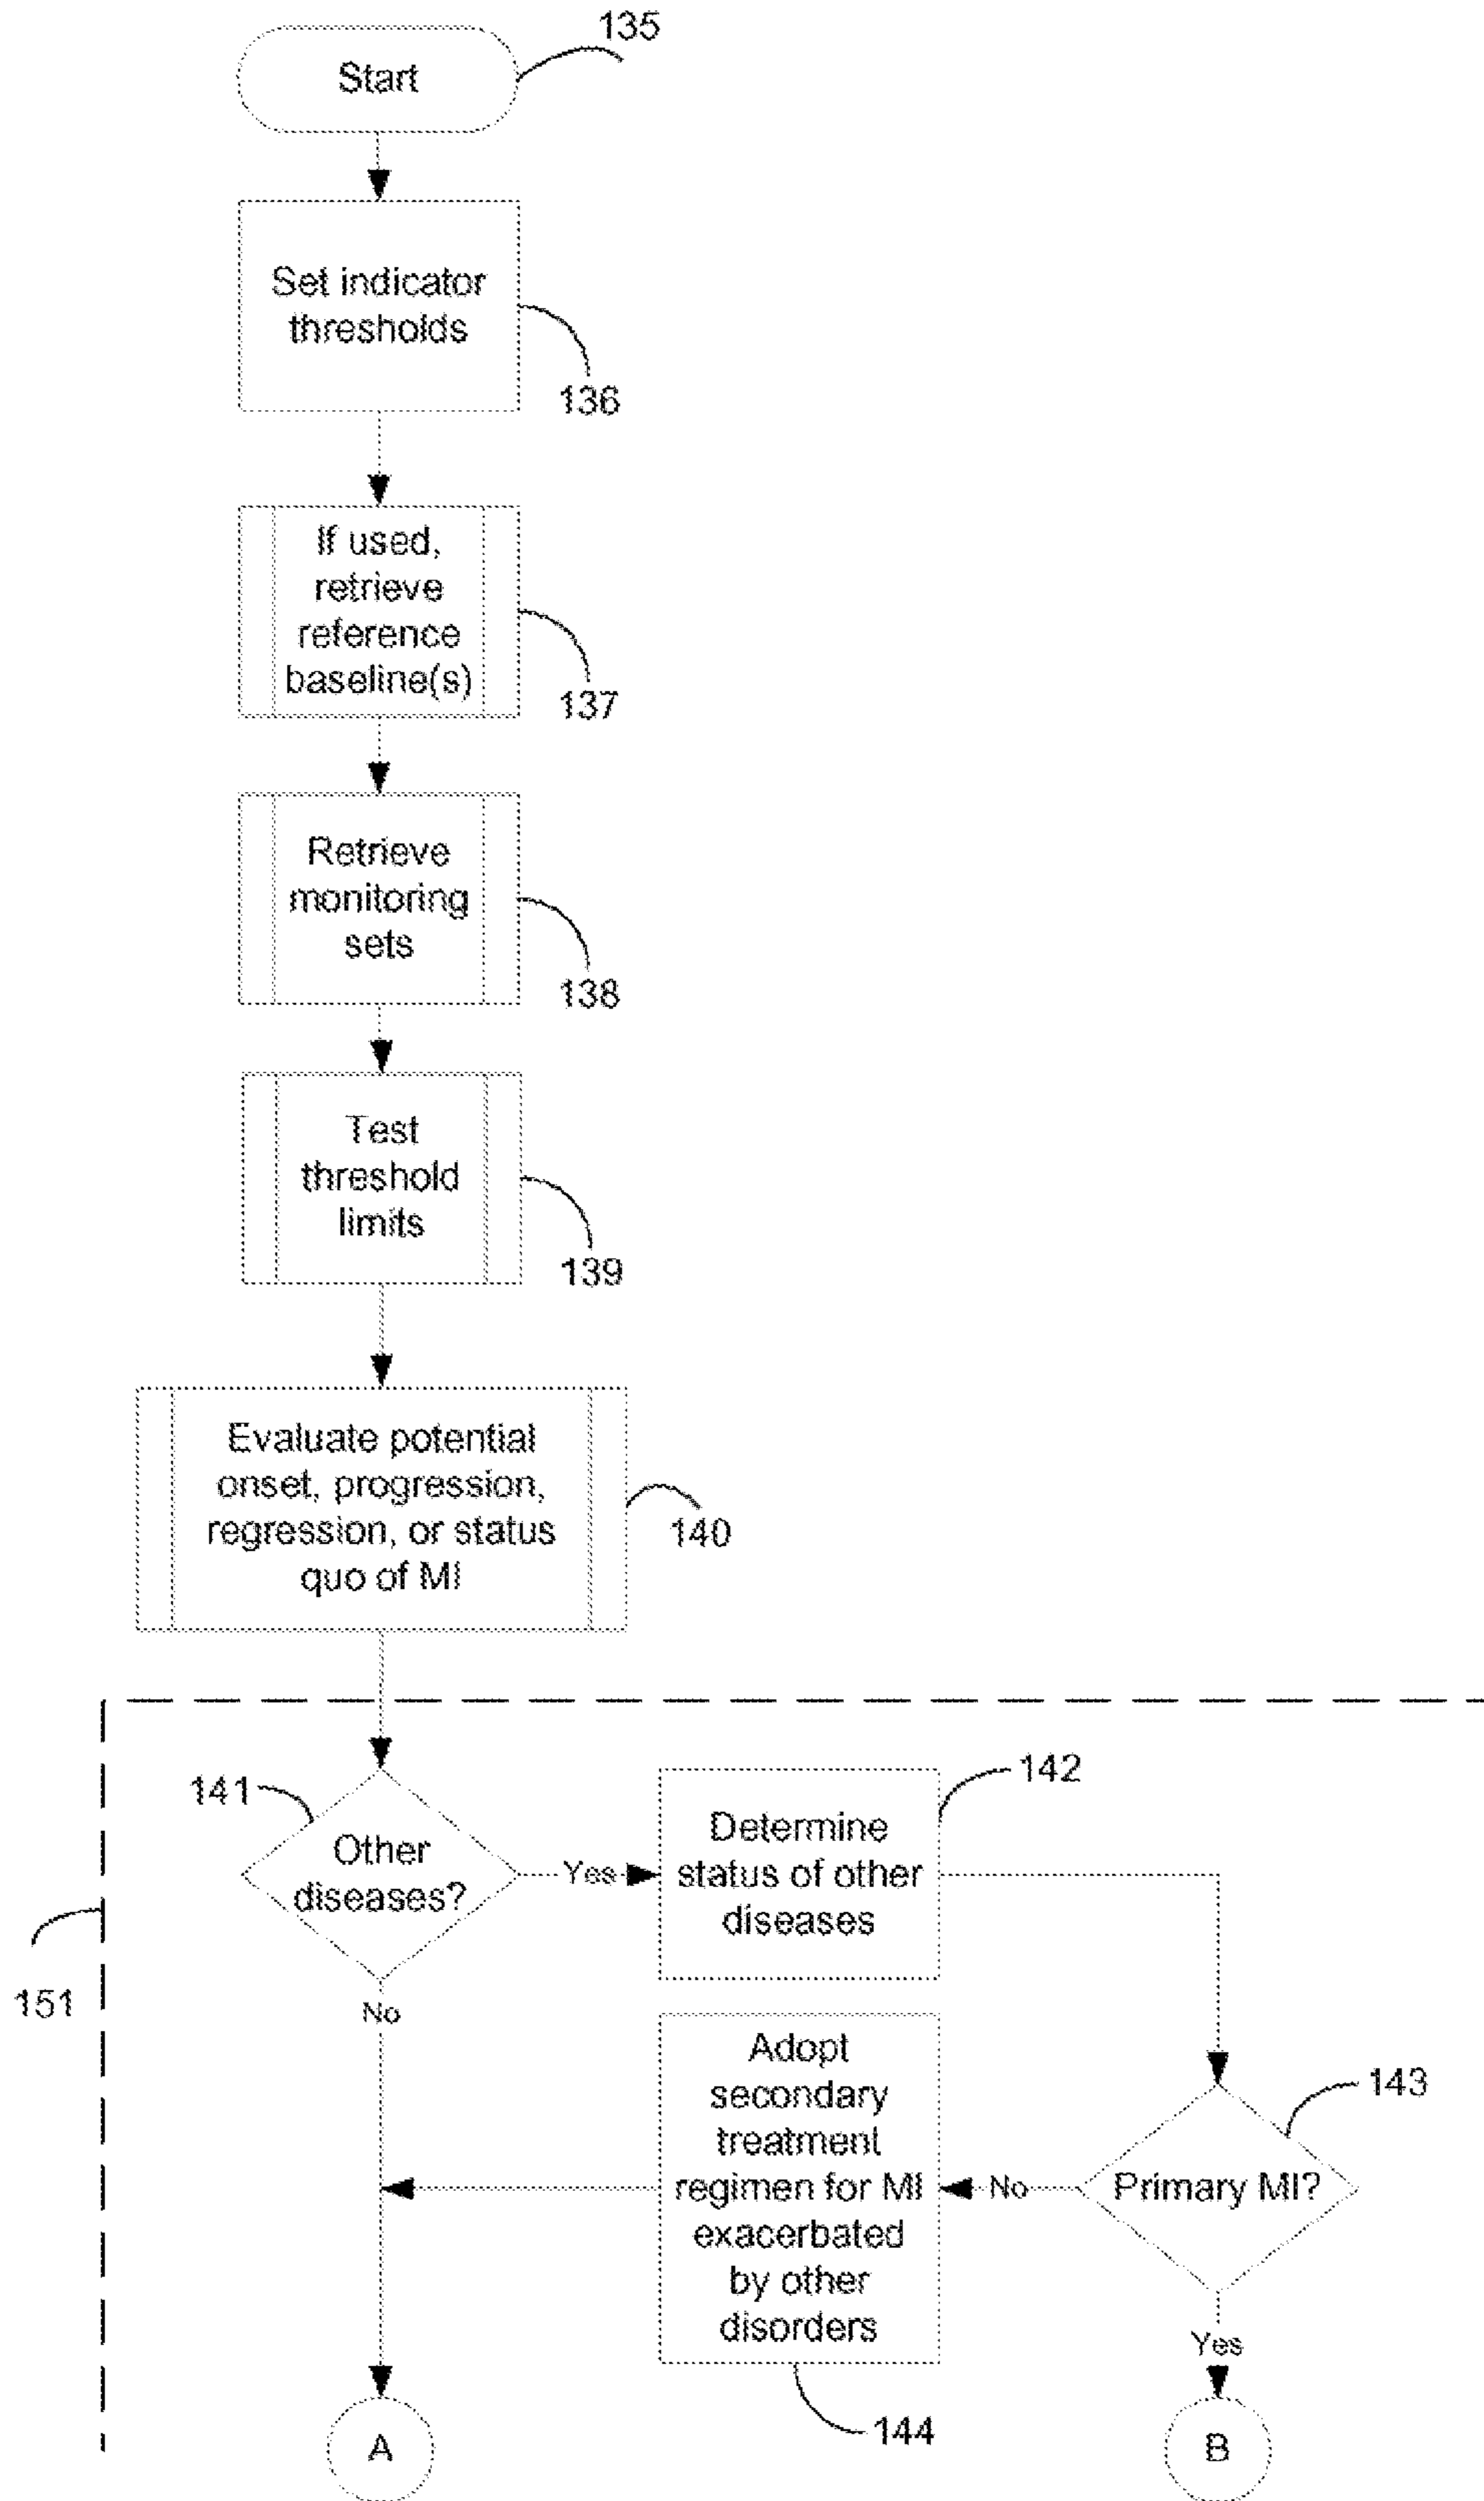 135
Start
Set indicator
thresholds
136
If used,
retrieve
reference
baseline(s)
137
Retrieve
monitoring
sets
138
Test
threshold
limits
139
Evaluate potential
onset, progression,
regression, or status
quo of MI
140
141
Other
diseases?
Yes
Determine
status of other
diseases
142
151
No
Adopt
secondary
treatment
regimen for MI
exacerbated
by other
disorders
144
No
Primary MI?
143
Yes
A
B